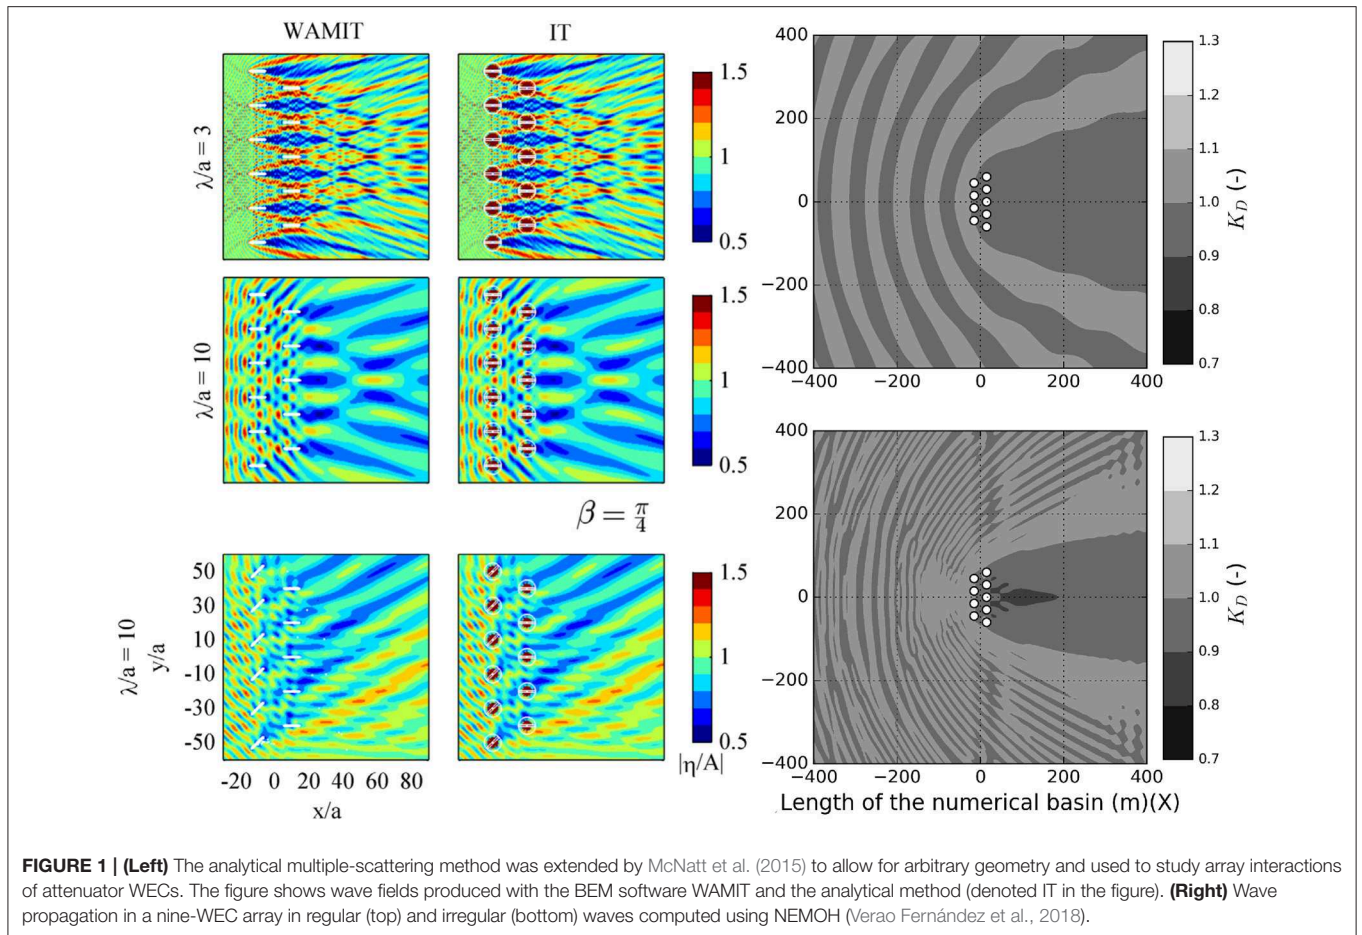 WAMIT
IT
λ/a = 3
1.5
1
0.5
λ/a = 10
1.5
1
0.5
β = π/4
λ/a = 10
y/a
50
30
10
-10
-30
-50
-20 0 20 40 60 80
x/a
1.5
1
0.5
|η/A|
400
200
0
−200
−400
−400 −200 0 200 400
1.3
1.2
1.1
1.0
0.9
0.8
0.7
K_D (-)
400
200
0
−200
−400
−400 −200 0 200 400
Length of the numerical basin (m)(X)
1.3
1.2
1.1
1.0
0.9
0.8
0.7
K_D (-)
FIGURE 1 | (Left) The analytical multiple-scattering method was extended by McNatt et al. (2015) to allow for arbitrary geometry and used to study array interactions
of attenuator WECs. The figure shows wave fields produced with the BEM software WAMIT and the analytical method (denoted IT in the figure). (Right) Wave
propagation in a nine-WEC array in regular (top) and irregular (bottom) waves computed using NEMOH (Verao Fernández et al., 2018).